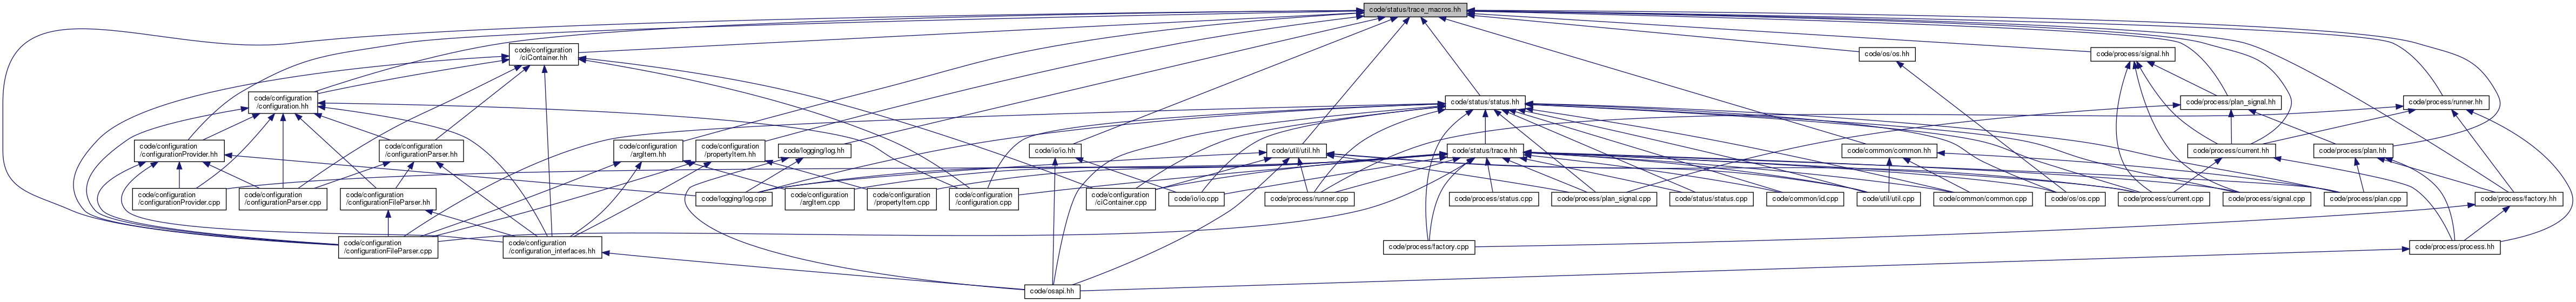 code/status/trace_macros.hh
code/configuration
/ciContainer.hh
code/os/os.hh
code/process/signal.hh
code/configuration
/configuration.hh
code/status/status.hh
code/process/plan_signal.hh
code/process/runner.hh
code/configuration
/configurationProvider.hh
code/configuration
/configurationParser.hh
code/configuration
/argItem.hh
code/configuration
/propertyItem.hh
code/logging/log.hh
code/io/io.hh
code/util/util.hh
code/status/trace.hh
code/common/common.hh
code/process/current.hh
code/process/plan.hh
code/configuration
/configurationProvider.cpp
code/configuration
/configurationParser.cpp
code/configuration
/configurationFileParser.hh
code/logging/log.cpp
code/configuration
/argItem.cpp
code/configuration
/propertyItem.cpp
code/configuration
/configuration.cpp
code/configuration
/ciContainer.cpp
code/io/io.cpp
code/process/runner.cpp
code/process/status.cpp
code/process/plan_signal.cpp
code/status/status.cpp
code/common/id.cpp
code/util/util.cpp
code/common/common.cpp
code/os/os.cpp
code/process/current.cpp
code/process/signal.cpp
code/process/plan.cpp
code/process/factory.hh
code/configuration
/configurationFileParser.cpp
code/configuration
/configuration_interfaces.hh
code/process/factory.cpp
code/process/process.hh
code/osapi.hh